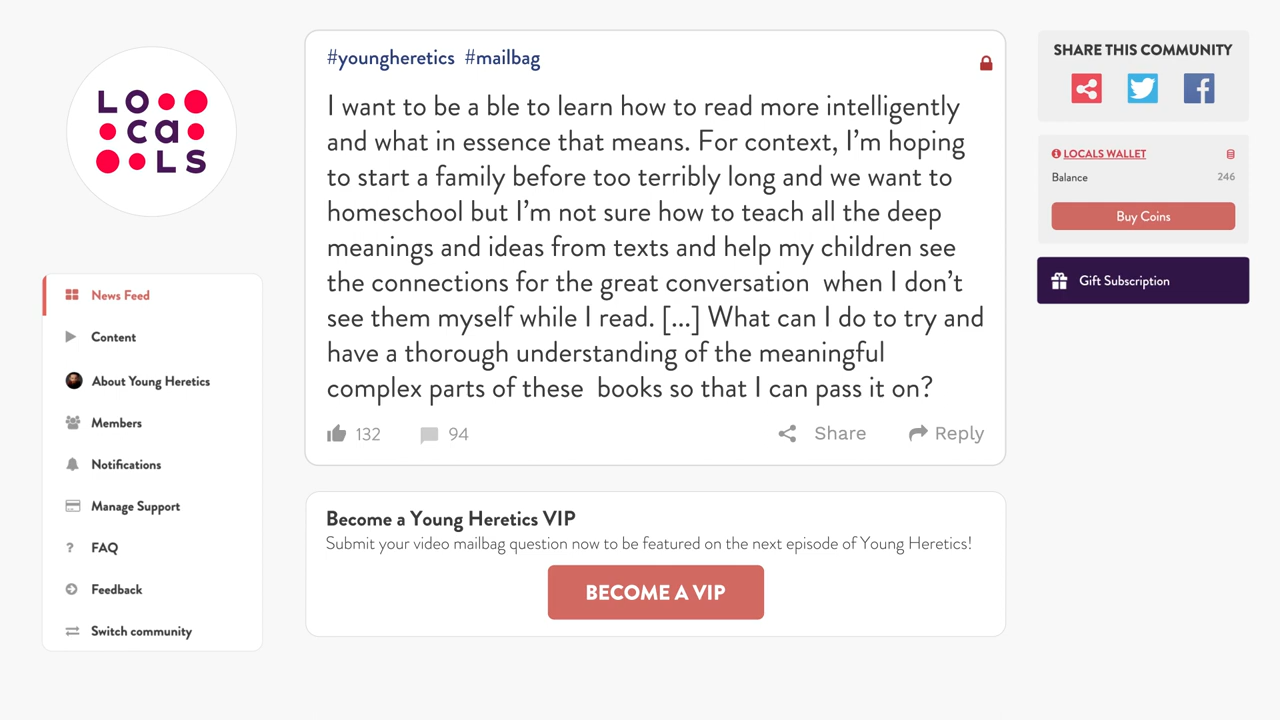 LO
ca
LS
News Feed
Content
About Young Heretics
Members
Notifications
Manage Support
? FAQ
Feedback
Switch community
#youngheretics #mailbag
I want to be a ble to learn how to read more intelligently
and what in essence that means. For context, I’m hoping
to start a family before too terribly long and we want to
homeschool but I’m not sure how to teach all the deep
meanings and ideas from texts and help my children see
the connections for the great conversation when I don’t
see them myself while I read. [...] What can I do to try and
have a thorough understanding of the meaningful
complex parts of these books so that I can pass it on?
132 94 Share Reply
Become a Young Heretics VIP
Submit your video mailbag question now to be featured on the next episode of Young Heretics!
BECOME A VIP
SHARE THIS COMMUNITY
LOCALS WALLET
Balance 246
Buy Coins
Gift Subscription